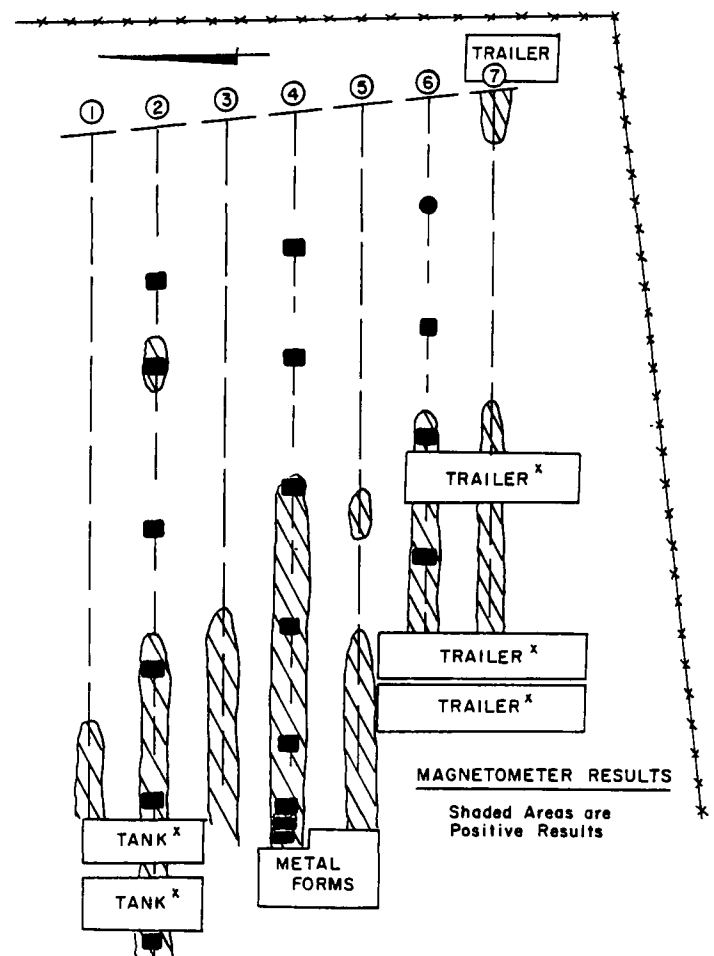 TRAILER
1 2 3 4 5 6 7
TRAILER x
TRAILER x
TRAILER x
MAGNETOMETER RESULTS
Shaded Areas are
Positive Results
TANK x
METAL
FORMS
TANK x